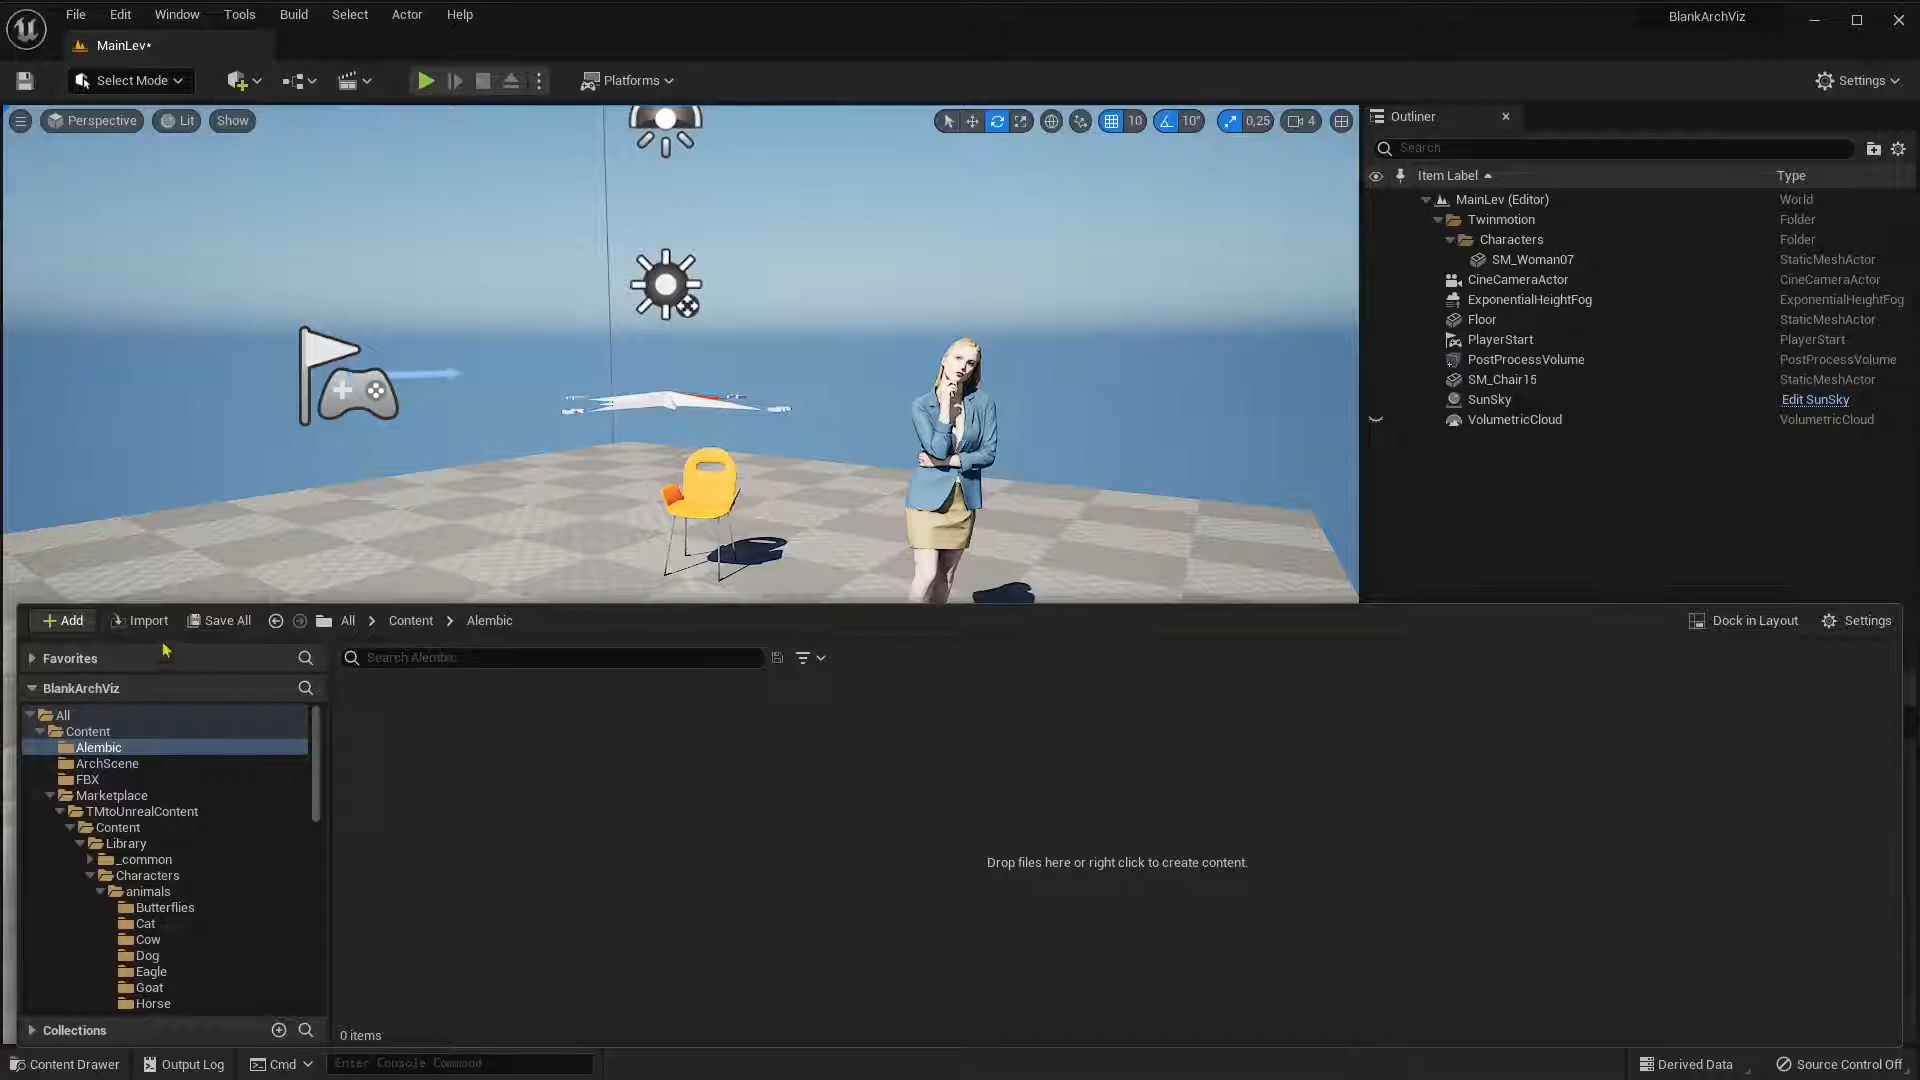 File Edit Window Tools Build Select Actor Help BlankArchViz
MainLev*
Select Mode Platforms Settings
Perspective Lit Show 10 10° 0,25 4
Outliner
Search
Item Label Type
MainLev (Editor) World
Twinmotion Folder
Characters Folder
SM_Woman07 StaticMeshActor
CineCameraActor CineCameraActor
ExponentialHeightFog ExponentialHeightFog
Floor StaticMeshActor
PlayerStart PlayerStart
PostProcessVolume PostProcessVolume
SM_Chair15 StaticMeshActor
SunSky Edit SunSky
VolumetricCloud VolumetricCloud
Add Import Save All All Content Alembic Dock in Layout Settings
Favorites Search Alembic
BlankArchViz
All
Content
Alembic
ArchScene
FBX
Marketplace
TMtoUnrealContent
Content
Library
_common
Characters
animals
Butterflies
Cat
Cow
Dog
Eagle
Goat
Horse
Drop files here or right click to create content.
Collections
0 items
Content Drawer Output Log Cmd Enter Console Command Derived Data Source Control Off